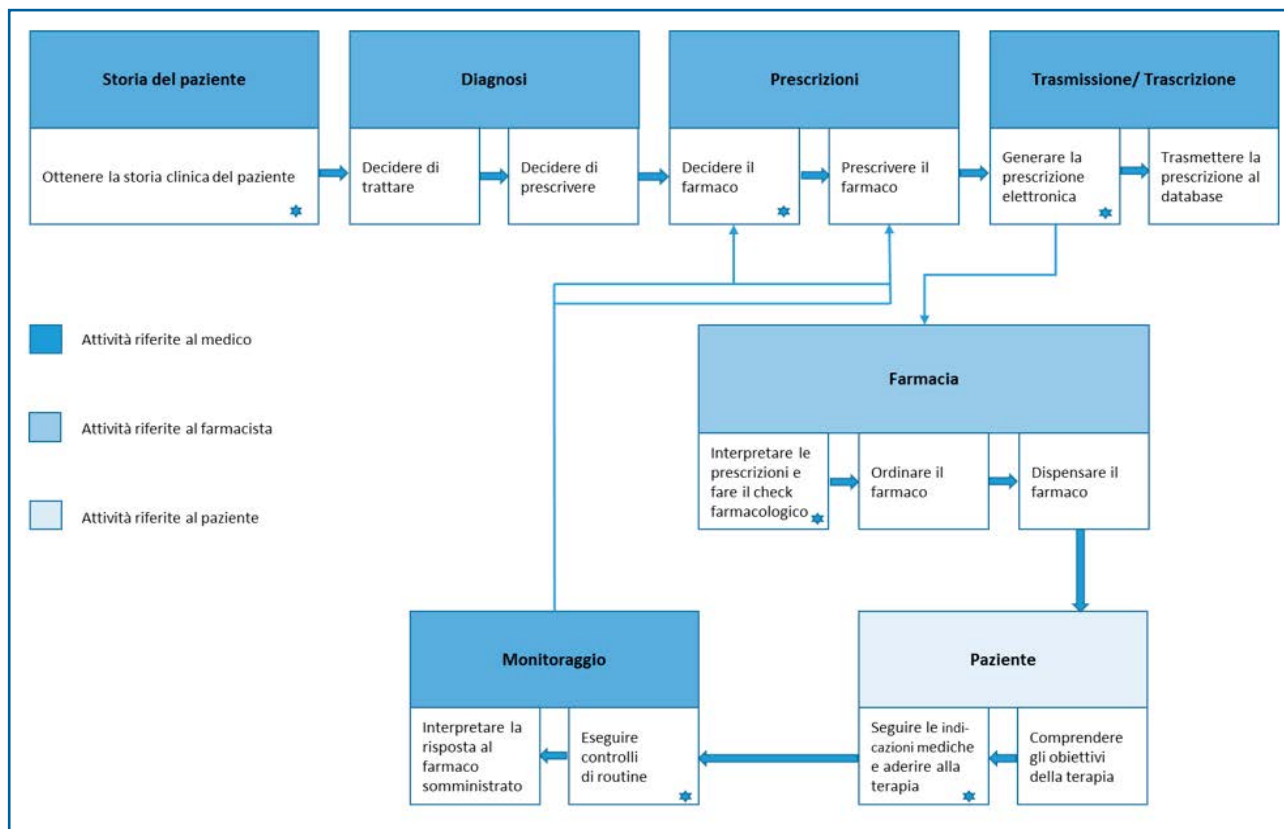 Storia del paziente
Ottenere la storia clinica del paziente
Diagnosi
Decidere di
trattare
Decidere di
prescrivere
Prescrizioni
Decidere il
farmaco
Prescrivere il
farmaco
Trasmissione/ Trascrizione
Generare la
prescrizione
elettronica
Trasmettere la
prescrizione al
database
Attività riferite al medico
Attività riferite al farmacista
Attività riferite al paziente
Farmacia
Interpretare le
prescrizioni e
fare il check
farmacologico
Ordinare il
farmaco
Dispensare il
farmaco
Monitoraggio
Interpretare la
risposta al
farmaco
somministrato
Eseguire
controlli
di routine
Paziente
Seguire le indi-
cazioni mediche
e aderire alla
terapia
Comprendere
gli obiettivi
della terapia